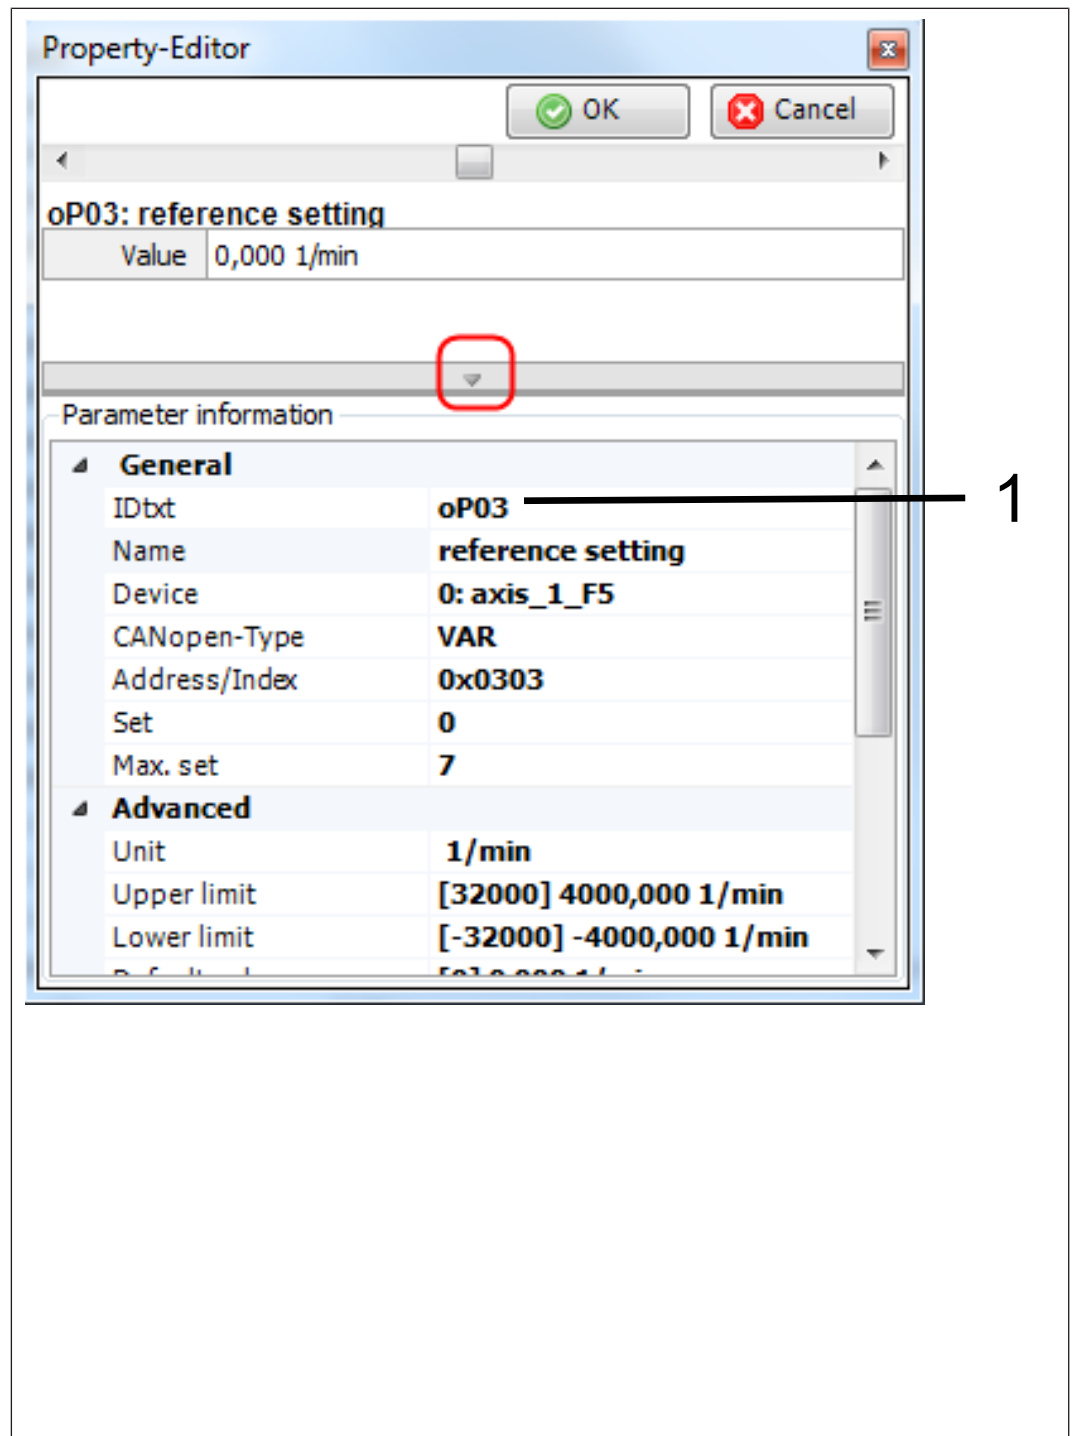 Property-Editor
OK Cancel
oP03: reference setting
Value 0,000 1/min
Parameter information
General
IDtxt oP03
1
Name reference setting
Device 0: axis_1_F5
CANopen-Type VAR
Address/Index 0x0303
Set 0
Max. set 7
Advanced
Unit 1/min
Upper limit [32000] 4000,000 1/min
Lower limit [-32000] -4000,000 1/min